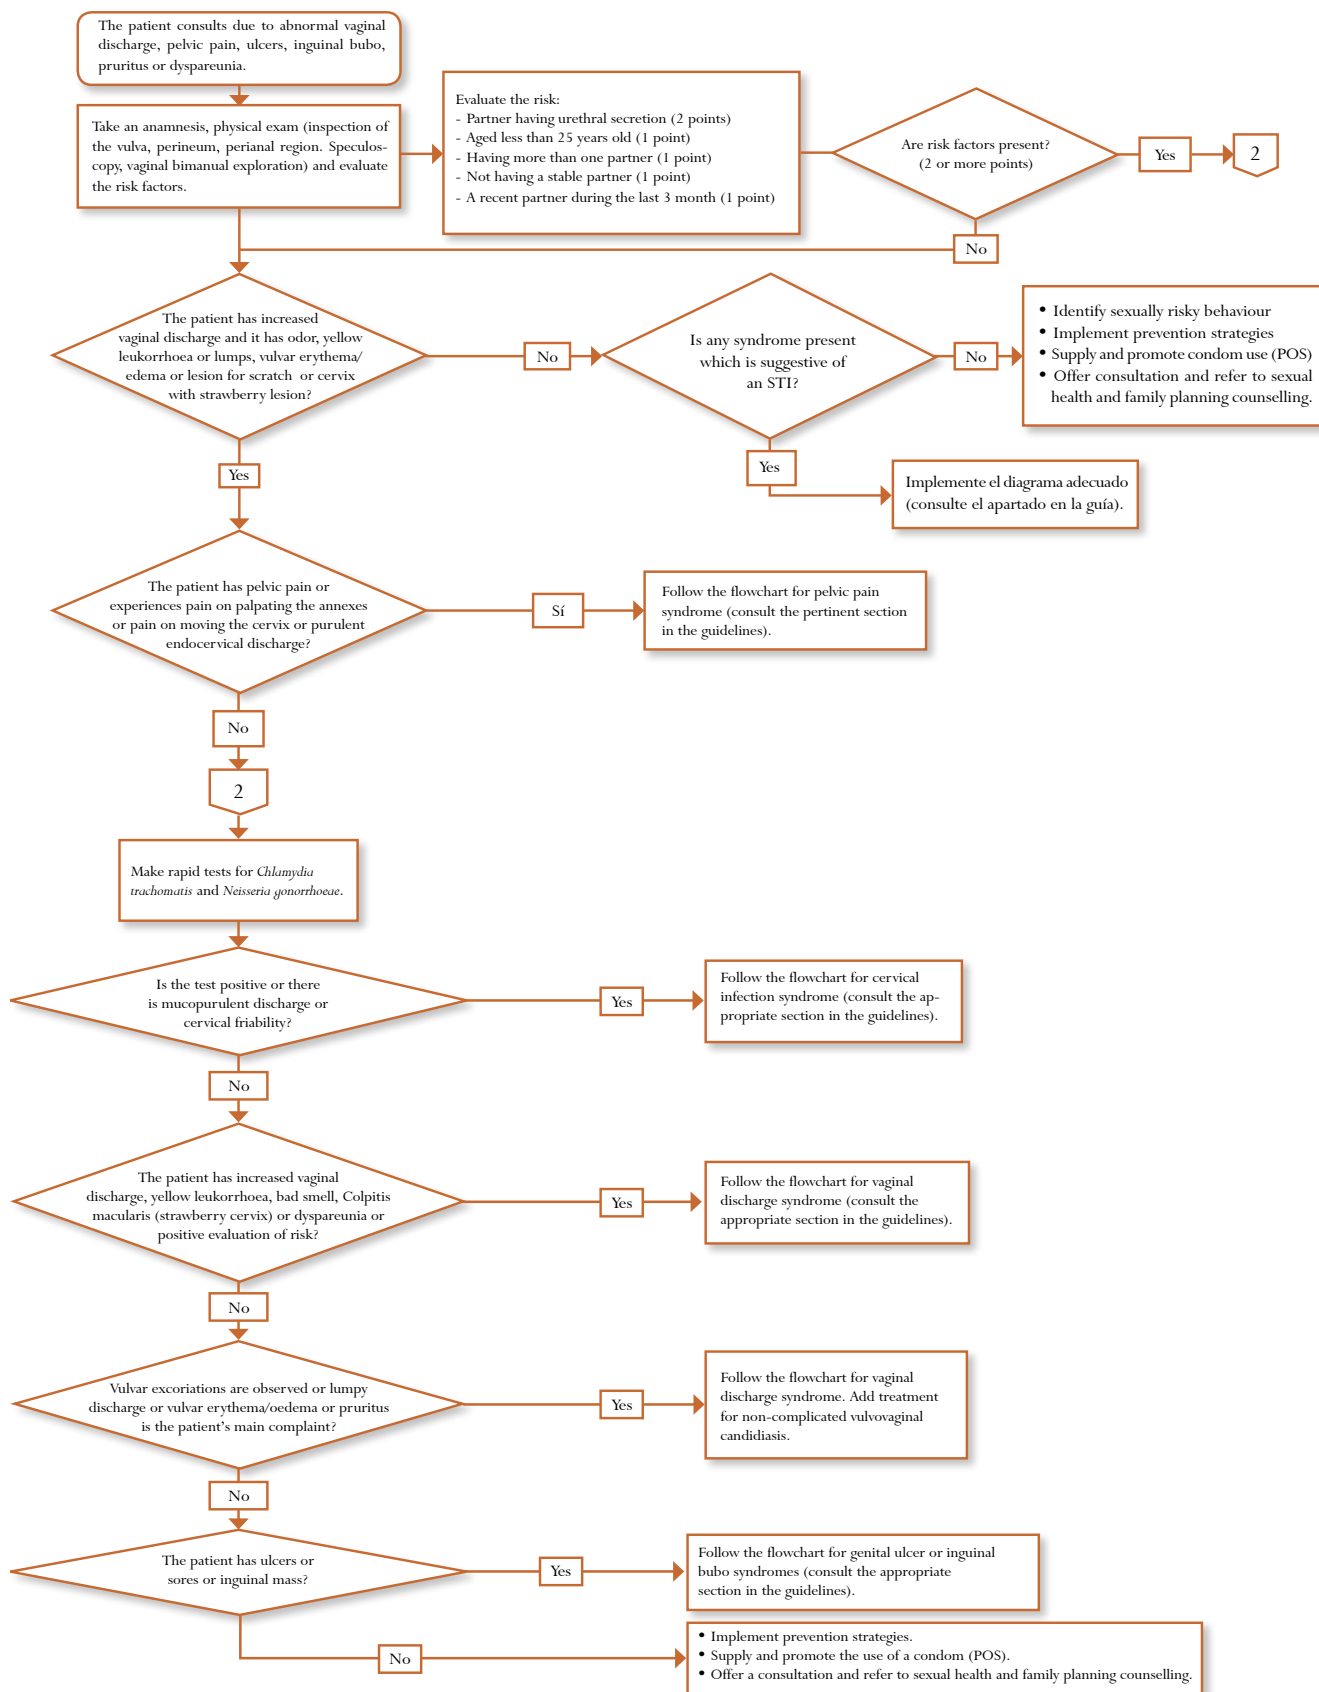 The patient consults due to abnormal vaginal
discharge, pelvic pain, ulcers, inguinal bubo,
pruritus or dyspareunia.
Take an anamnesis, physical exam (inspection of
the vulva, perineum, perianal region. Speculos-
copy, vaginal bimanual exploration) and evaluate
the risk factors.
Evaluate the risk:
- Partner having urethral secretion (2 points)
- Aged less than 25 years old (1 point)
- Having more than one partner (1 point)
- Not having a stable partner (1 point)
- A recent partner during the last 3 month (1 point)
Are risk factors present?
(2 or more points)
Yes
2
No
The patient has increased
vaginal discharge and it has odor, yellow
leukorrhoea or lumps, vulvar erythema/
edema or lesion for scratch or cervix
with strawberry lesion?
No
Is any syndrome present
which is suggestive of
an STI?
No
• Identify sexually risky behaviour
• Implement prevention strategies
• Supply and promote condom use (POS)
• Offer consultation and refer to sexual
health and family planning counselling.
Yes
Implemente el diagrama adecuado
(consulte el apartado en la guía).
Yes
The patient has pelvic pain or
experiences pain on palpating the annexes
or pain on moving the cervix or purulent
endocervical discharge?
Sí
Follow the flowchart for pelvic pain
syndrome (consult the pertinent section
in the guidelines).
No
2
Make rapid tests for Chlamydia
trachomatis and Neisseria gonorrhoeae.
Is the test positive or there
is mucopurulent discharge or
cervical friability?
Yes
Follow the flowchart for cervical
infection syndrome (consult the ap-
propriate section in the guidelines).
No
The patient has increased vaginal
discharge, yellow leukorrhoea, bad smell, Colpitis
macularis (strawberry cervix) or dyspareunia or
positive evaluation of risk?
Yes
Follow the flowchart for vaginal
discharge syndrome (consult the
appropriate section in the guidelines).
No
Vulvar excoriations are observed or lumpy
discharge or vulvar erythema/oedema or pruritus
is the patient's main complaint?
Yes
Follow the flowchart for vaginal
discharge syndrome. Add treatment
for non-complicated vulvovaginal
candidiasis.
No
The patient has ulcers or
sores or inguinal mass?
Yes
Follow the flowchart for genital ulcer or inguinal
bubo syndromes (consult the appropriate
section in the guidelines).
No
• Implement prevention strategies.
• Supply and promote the use of a condom (POS).
• Offer a consultation and refer to sexual health and family planning counselling.